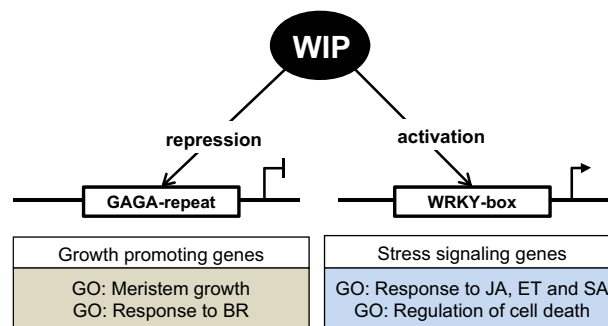 WIP
repression
activation
GAGA-repeat
WRKY-box
Growth promoting genes
GO: Meristem growth
GO: Response to BR
Stress signaling genes
GO: Response to JA, ET and SA
GO: Regulation of cell death